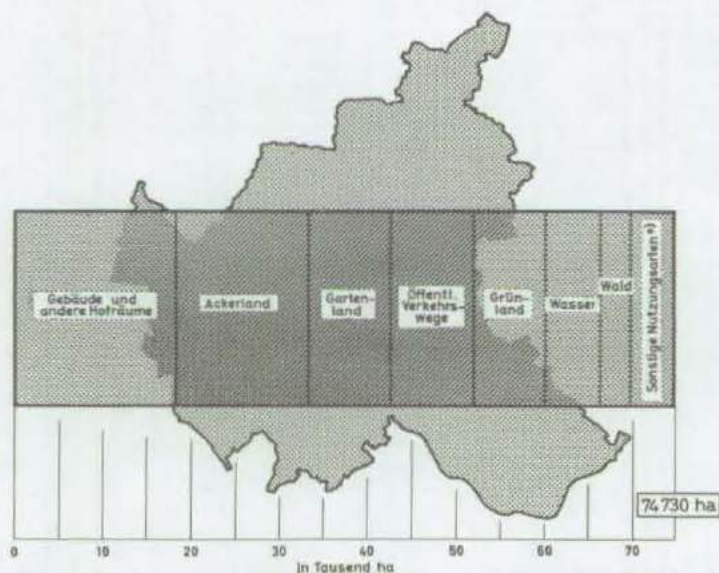 Gebäude und
andere Hofräume
Ackerland
Garten-
land
Öffentl.
Verkehrs-
wege
Grün-
land
Wasser
Wald
Sonstige Nutzungsarten*)
74 730 ha
0 10 20 30 40 50 60 70
In Tausend ha